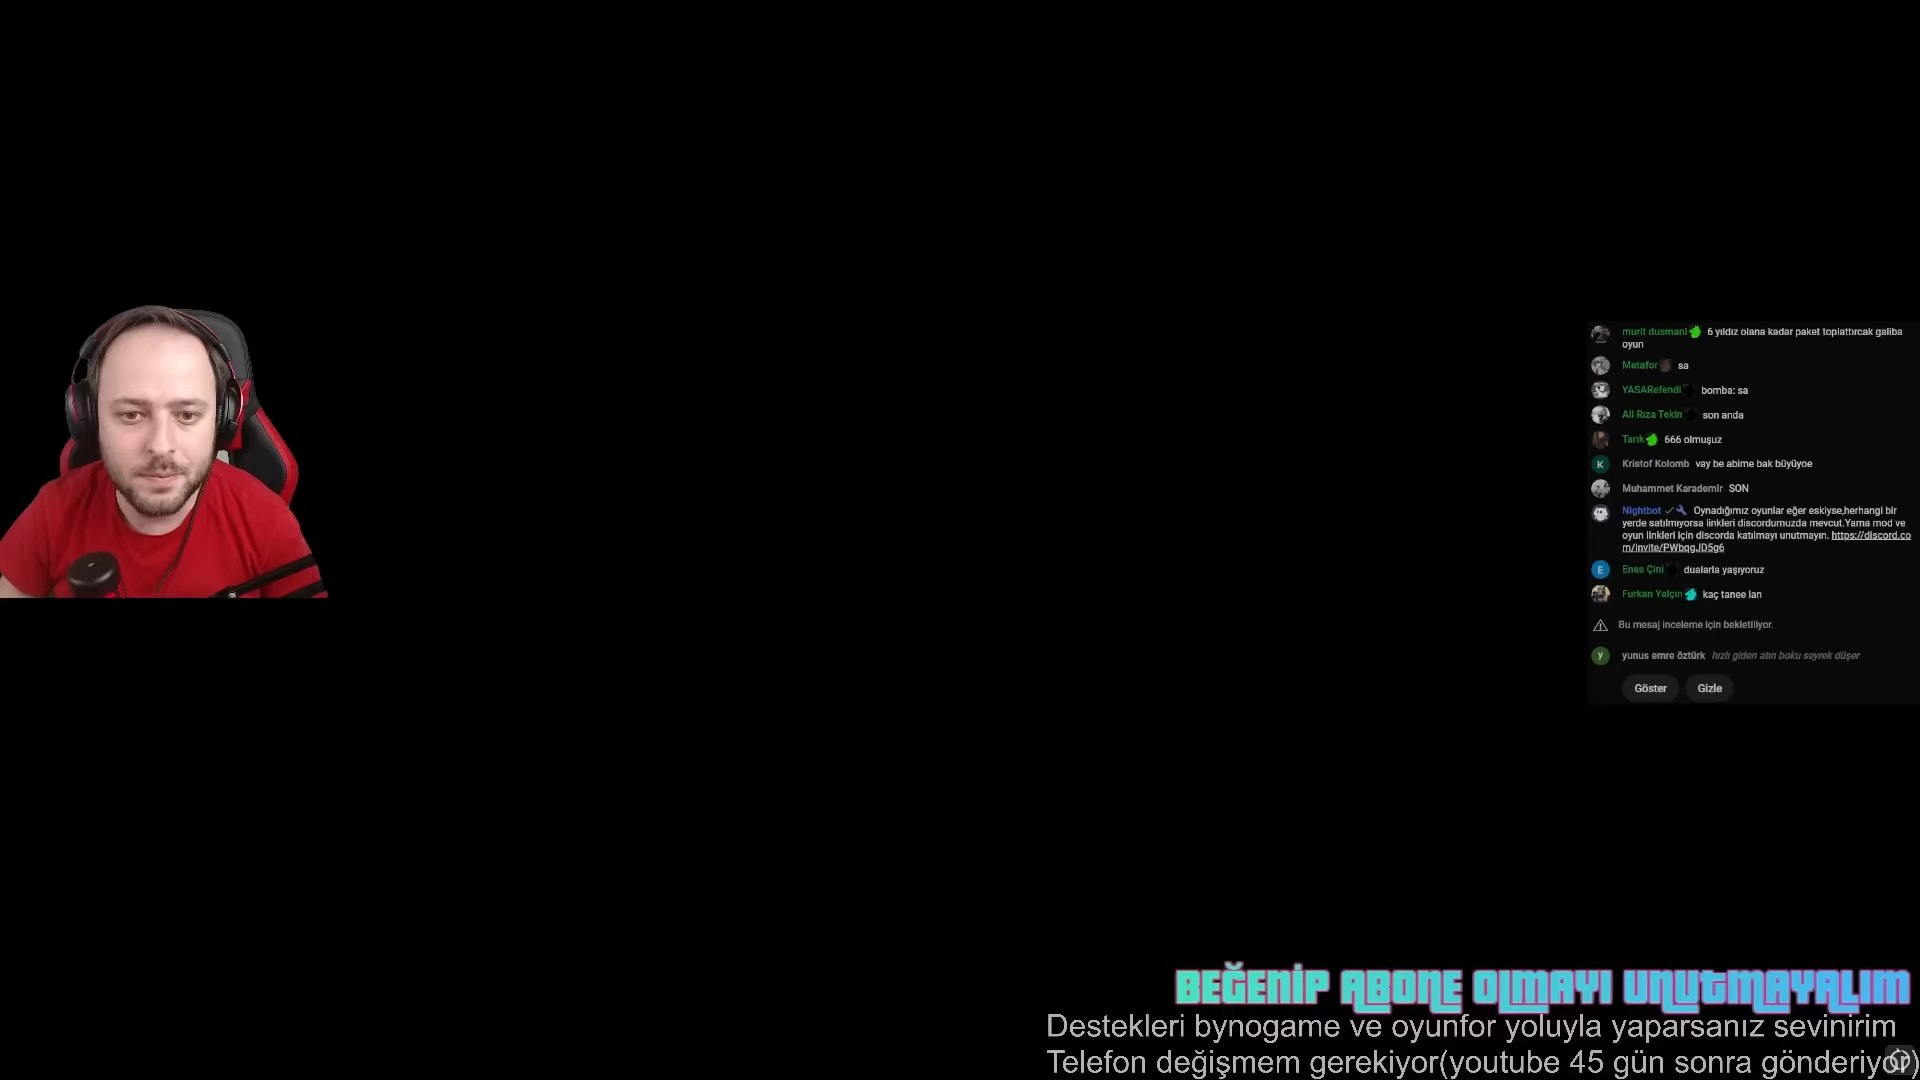 murit dusmani 6 yıldız olana kadar paket toplattırcak galiba
oyun
Metafor sa
YASARefendi bomba: sa
Ali Rıza Tekin son anda
Tarık 666 olmuşuz
K Kristof Kolomb vay be abime bak büyüyoe
Muhammet Karademir SON
Nightbot Oynadığımız oyunlar eğer eskiyse,herhangi bir
yerde satılmıyorsa linkleri discordumuzda mevcut.Yama mod ve
oyun linkleri için discorda katılmayı unutmayın. https://discord.co
m/invite/PWbqgJD5g6
E Enes Çini dualarla yaşıyoruz
Furkan Yalçın kaç tanee lan
Bu mesaj inceleme için bekletiliyor.
y yunus emre öztürk hızlı giden atın boku seyrek düşer
Göster Gizle
BEĞENİP ABONE OLMAYI UNUTMAYALIM
Destekleri bynogame ve oyunfor yoluyla yaparsanız sevinirim
Telefon değişmem gerekiyor(youtube 45 gün sonra gönderiyor)